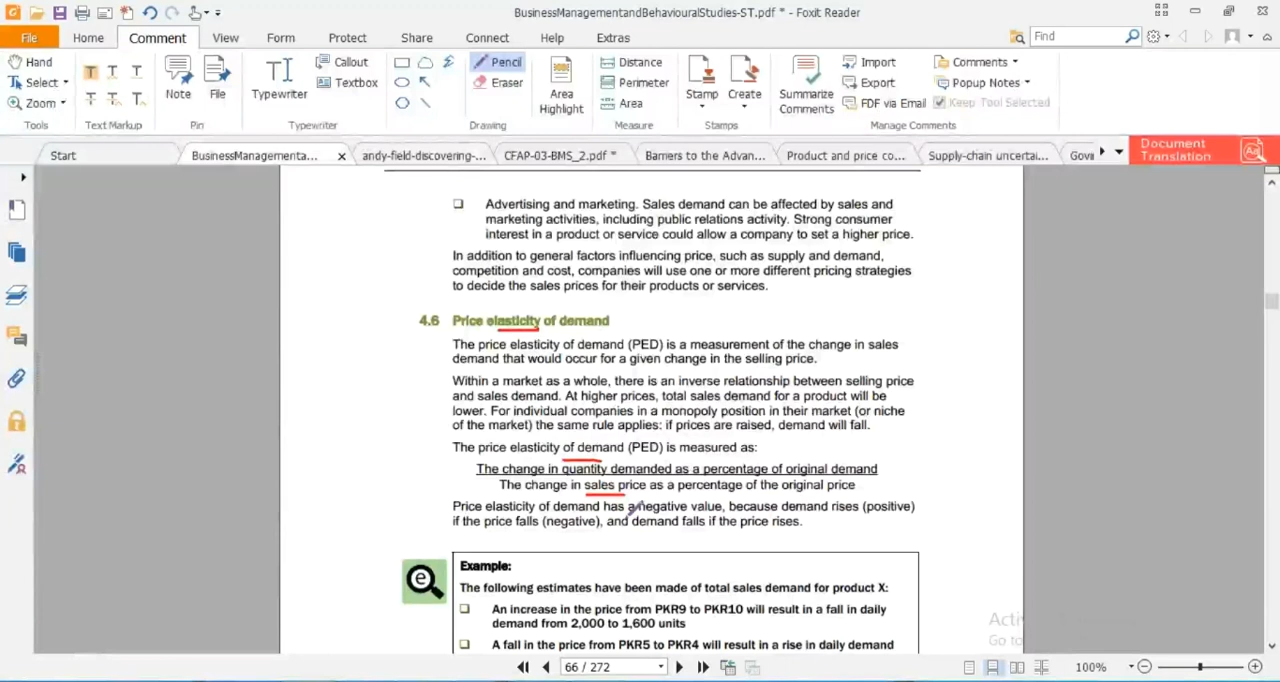 BusinessManagementandBehaviouralStudies-ST.pdf * - Foxit Reader
File Home Comment View Form Protect Share Connect Help Extras Find
Hand
Select
Zoom
Tools
Text Markup
Note
File
Pin
Typewriter
Callout
Textbox
Typewriter
Pencil
Eraser
Area
Highlight
Drawing
Distance
Perimeter
Area
Measure
Stamp
Create
Stamps
Summarize
Comments
Import
Export
FDF via Email
Comments
Popup Notes
Keep Tool Selected
Manage Comments
Start BusinessManagementa... andy-field-discovering-... CFAP-03-BMS_2.pdf * Barriers to the Advan... Product and price co... Supply-chain uncertai...
Document
Translation
Advertising and marketing. Sales demand can be affected by sales and
marketing activities, including public relations activity. Strong consumer
interest in a product or service could allow a company to set a higher price.
In addition to general factors influencing price, such as supply and demand,
competition and cost, companies will use one or more different pricing strategies
to decide the sales prices for their products or services.
4.6 Price elasticity of demand
The price elasticity of demand (PED) is a measurement of the change in sales
demand that would occur for a given change in the selling price.
Within a market as a whole, there is an inverse relationship between selling price
and sales demand. At higher prices, total sales demand for a product will be
lower. For individual companies in a monopoly position in their market (or niche
of the market) the same rule applies: if prices are raised, demand will fall.
The price elasticity of demand (PED) is measured as:
The change in quantity demanded as a percentage of original demand
The change in sales price as a percentage of the original price
Price elasticity of demand has a negative value, because demand rises (positive)
if the price falls (negative), and demand falls if the price rises.
Example:
The following estimates have been made of total sales demand for product X:
An increase in the price from PKR9 to PKR10 will result in a fall in daily
demand from 2,000 to 1,600 units
A fall in the price from PKR5 to PKR4 will result in a rise in daily demand
66 / 272
100%